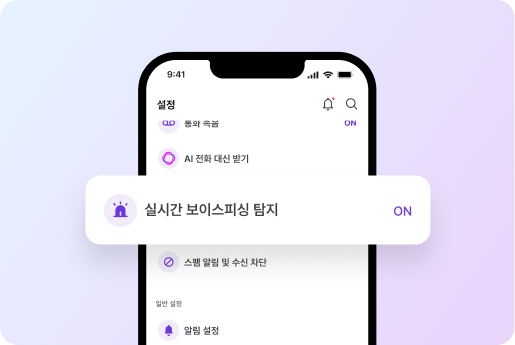 9:41
설정
통화 녹음
ON
AI 전화 대신 받기
실시간 보이스피싱 탐지
ON
스팸 알림 및 수신 차단
일반 설정
알림 설정